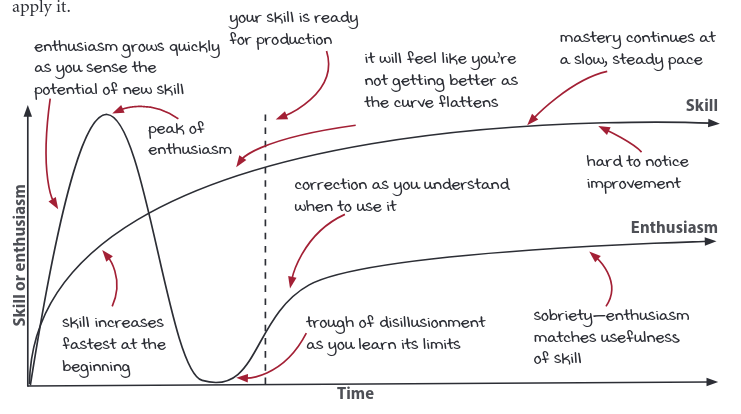 apply it.
your skill is ready
for production
enthusiasm grows quickly
as you sense the
potential of new skill
it will feel like you're
not getting better as
the curve flattens
mastery continues at
a slow, steady pace
Skill
peak of
enthusiasm
hard to notice
improvement
correction as you understand
when to use it
Enthusiasm
Skill or enthusiasm
skill increases
fastest at the
beginning
trough of disillusionment
as you learn its limits
sobriety—enthusiasm
matches usefulness
of skill
Time